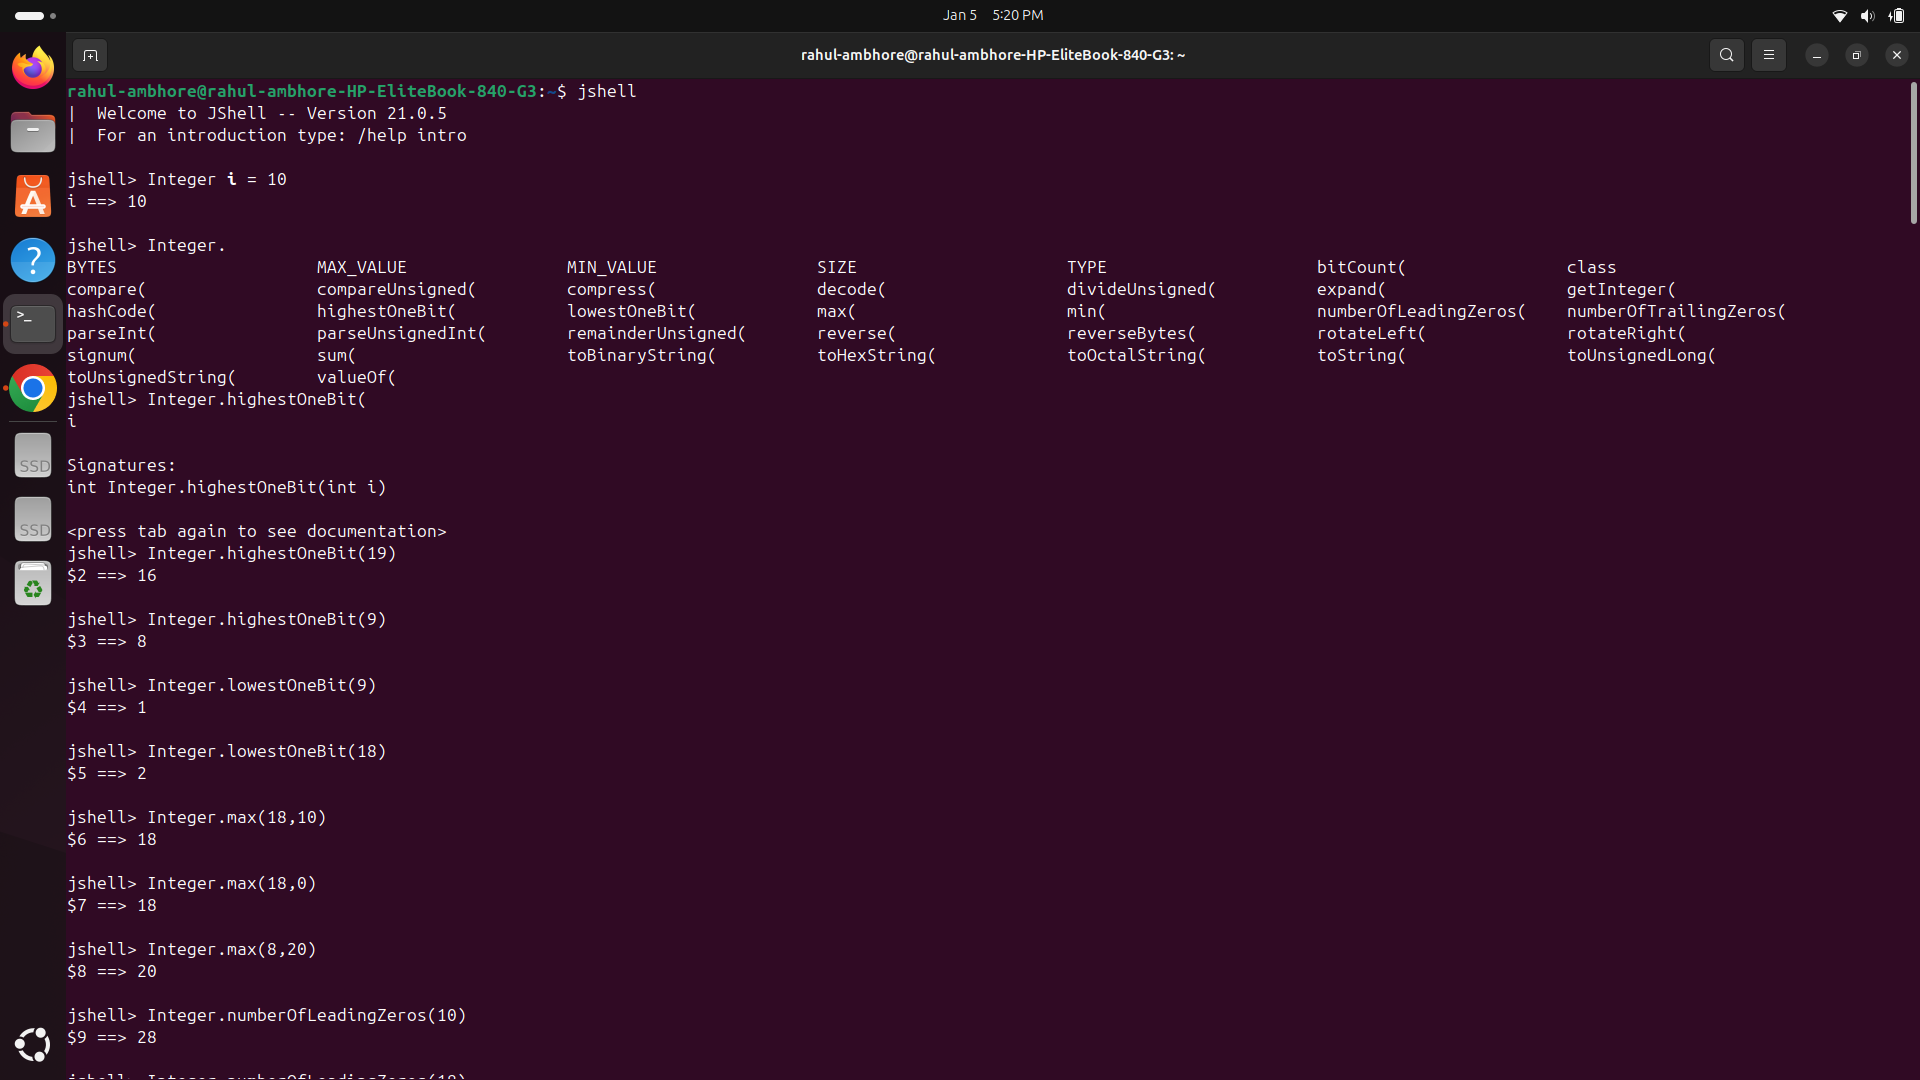 Jan 5 5:20 PM
rahul-ambhore@rahul-ambhore-HP-EliteBook-840-G3: ~
rahul-ambhore@rahul-ambhore-HP-EliteBook-840-G3:~$ jshell
| Welcome to JShell -- Version 21.0.5
| For an introduction type: /help intro
jshell> Integer i = 10
i ==> 10
jshell> Integer.
BYTES MAX_VALUE MIN_VALUE SIZE TYPE bitCount( class
compare( compareUnsigned( compress( decode( divideUnsigned( expand( getInteger(
hashCode( highestOneBit( lowestOneBit( max( min( numberOfLeadingZeros( numberOfTrailingZeros(
parseInt( parseUnsignedInt( remainderUnsigned( reverse( reverseBytes( rotateLeft( rotateRight(
signum( sum( toBinaryString( toHexString( toOctalString( toString( toUnsignedLong(
toUnsignedString( valueOf(
jshell> Integer.highestOneBit(
i
Signatures:
int Integer.highestOneBit(int i)
<press tab again to see documentation>
jshell> Integer.highestOneBit(19)
$2 ==> 16
jshell> Integer.highestOneBit(9)
$3 ==> 8
jshell> Integer.lowestOneBit(9)
$4 ==> 1
jshell> Integer.lowestOneBit(18)
$5 ==> 2
jshell> Integer.max(18,10)
$6 ==> 18
jshell> Integer.max(18,0)
$7 ==> 18
jshell> Integer.max(8,20)
$8 ==> 20
jshell> Integer.numberOfLeadingZeros(10)
$9 ==> 28
SSD
SSD